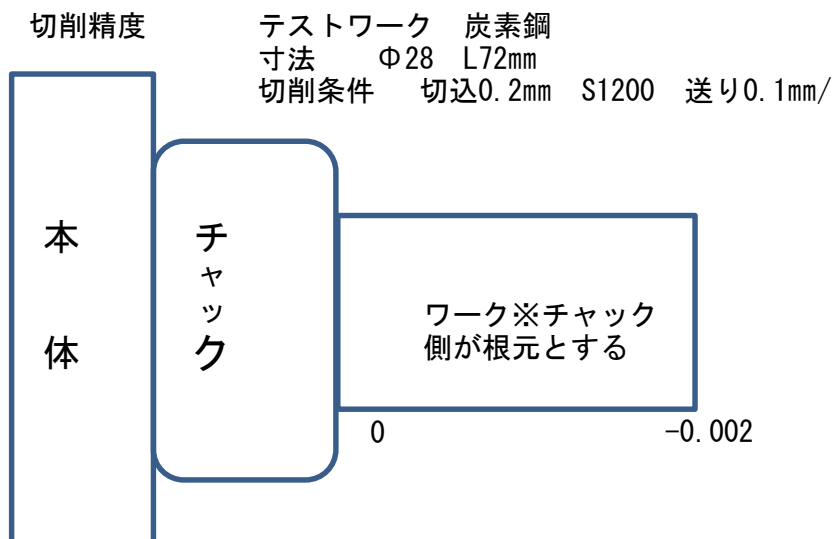 切削精度
テストワーク 炭素鋼
寸法 Φ28 L72mm
切削条件 切込0.2mm S1200 送り0.1mm/
本体
チャック
ワーク※チャック
側が根元とする
0 -0.002